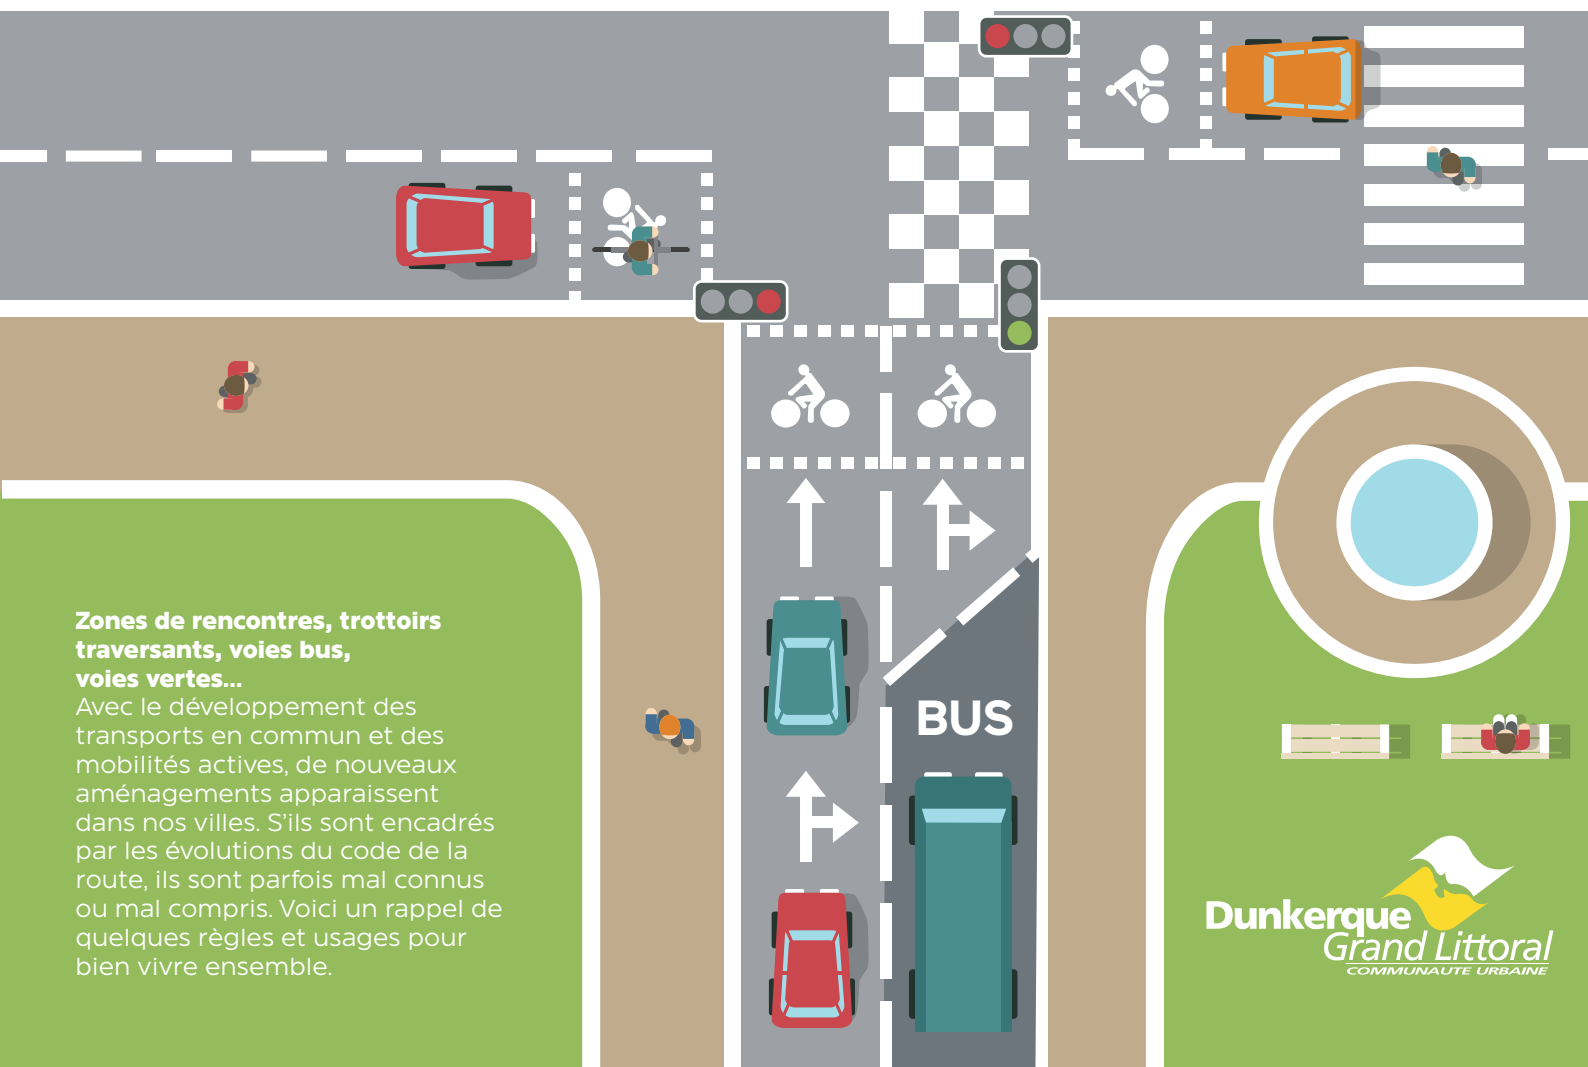 Zones de rencontres, trottoirs
traversants, voies bus,
voies vertes...
Avec le développement des
transports en commun et des
mobilités actives, de nouveaux
aménagements apparaissent
dans nos villes. S’ils sont encadrés
par les évolutions du code de la
route, ils sont parfois mal connus
ou mal compris. Voici un rappel de
quelques règles et usages pour
bien vivre ensemble.
BUS
Dunkerque
Grand Littoral
COMMUNAUTE URBAINE